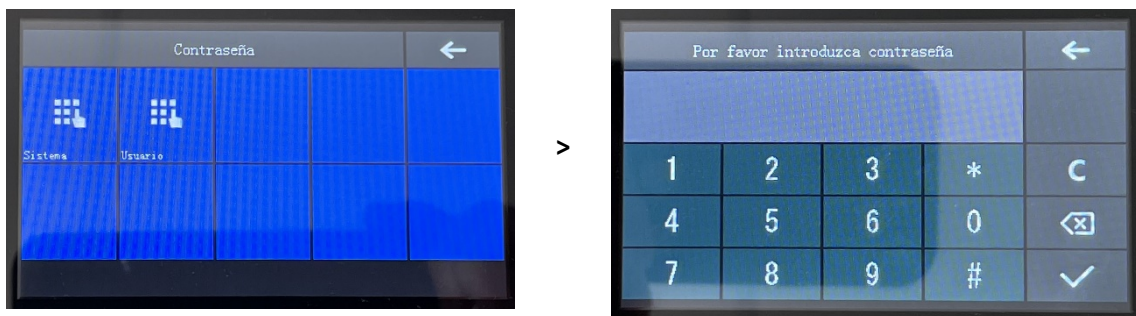 Contraseña
Sistema
Usuario
>
Por favor introduzca contraseña
1 2 3 * C
4 5 6 0
7 8 9 #